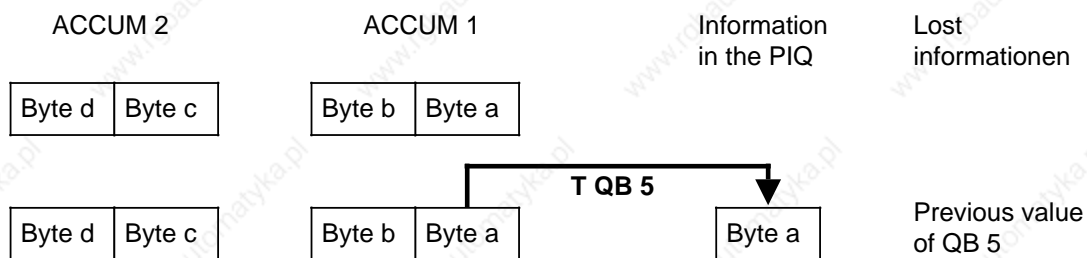 ACCUM 2 ACCUM 1 Information Lost
in the PIQ informationen
Byte d Byte c Byte b Byte a
T QB 5
Byte d Byte c Byte b Byte a Byte a Previous value
of QB 5